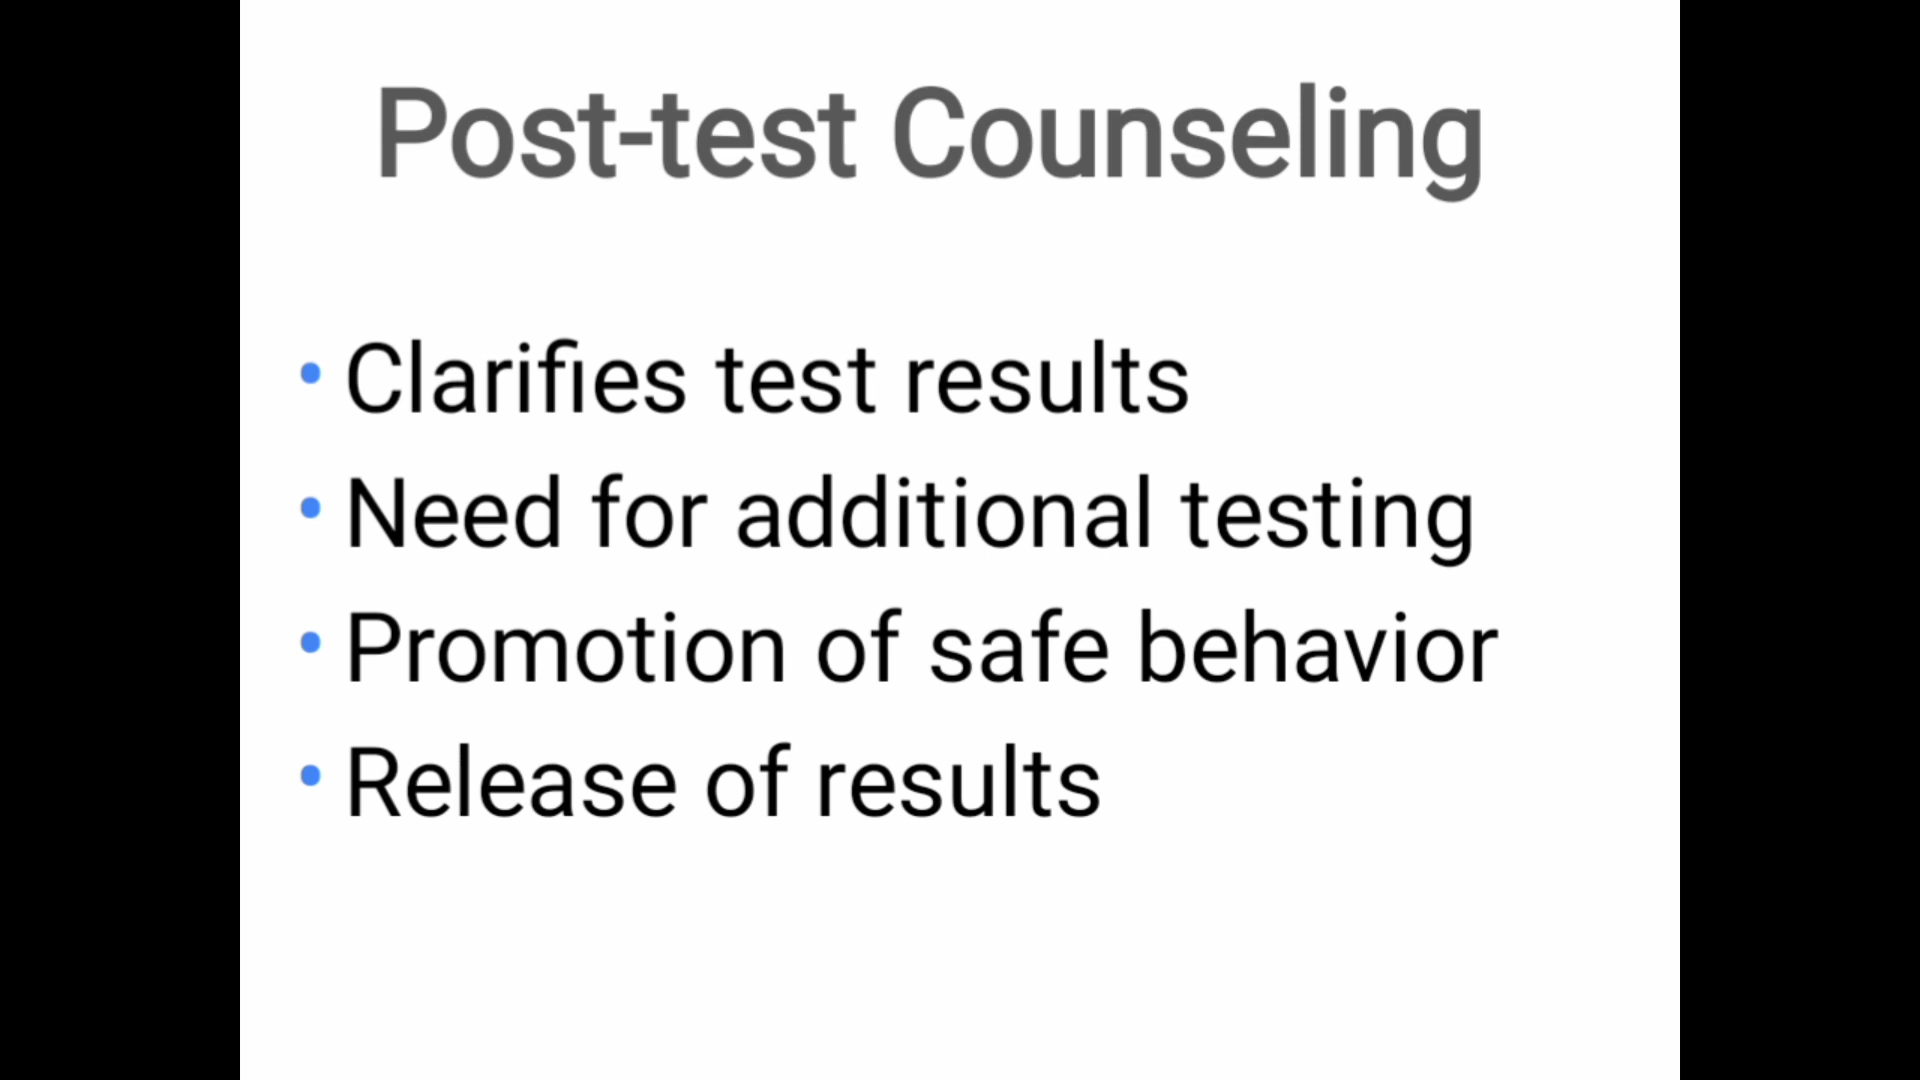 Post-test Counseling
• Clarifies test results
• Need for additional testing
• Promotion of safe behavior
• Release of results